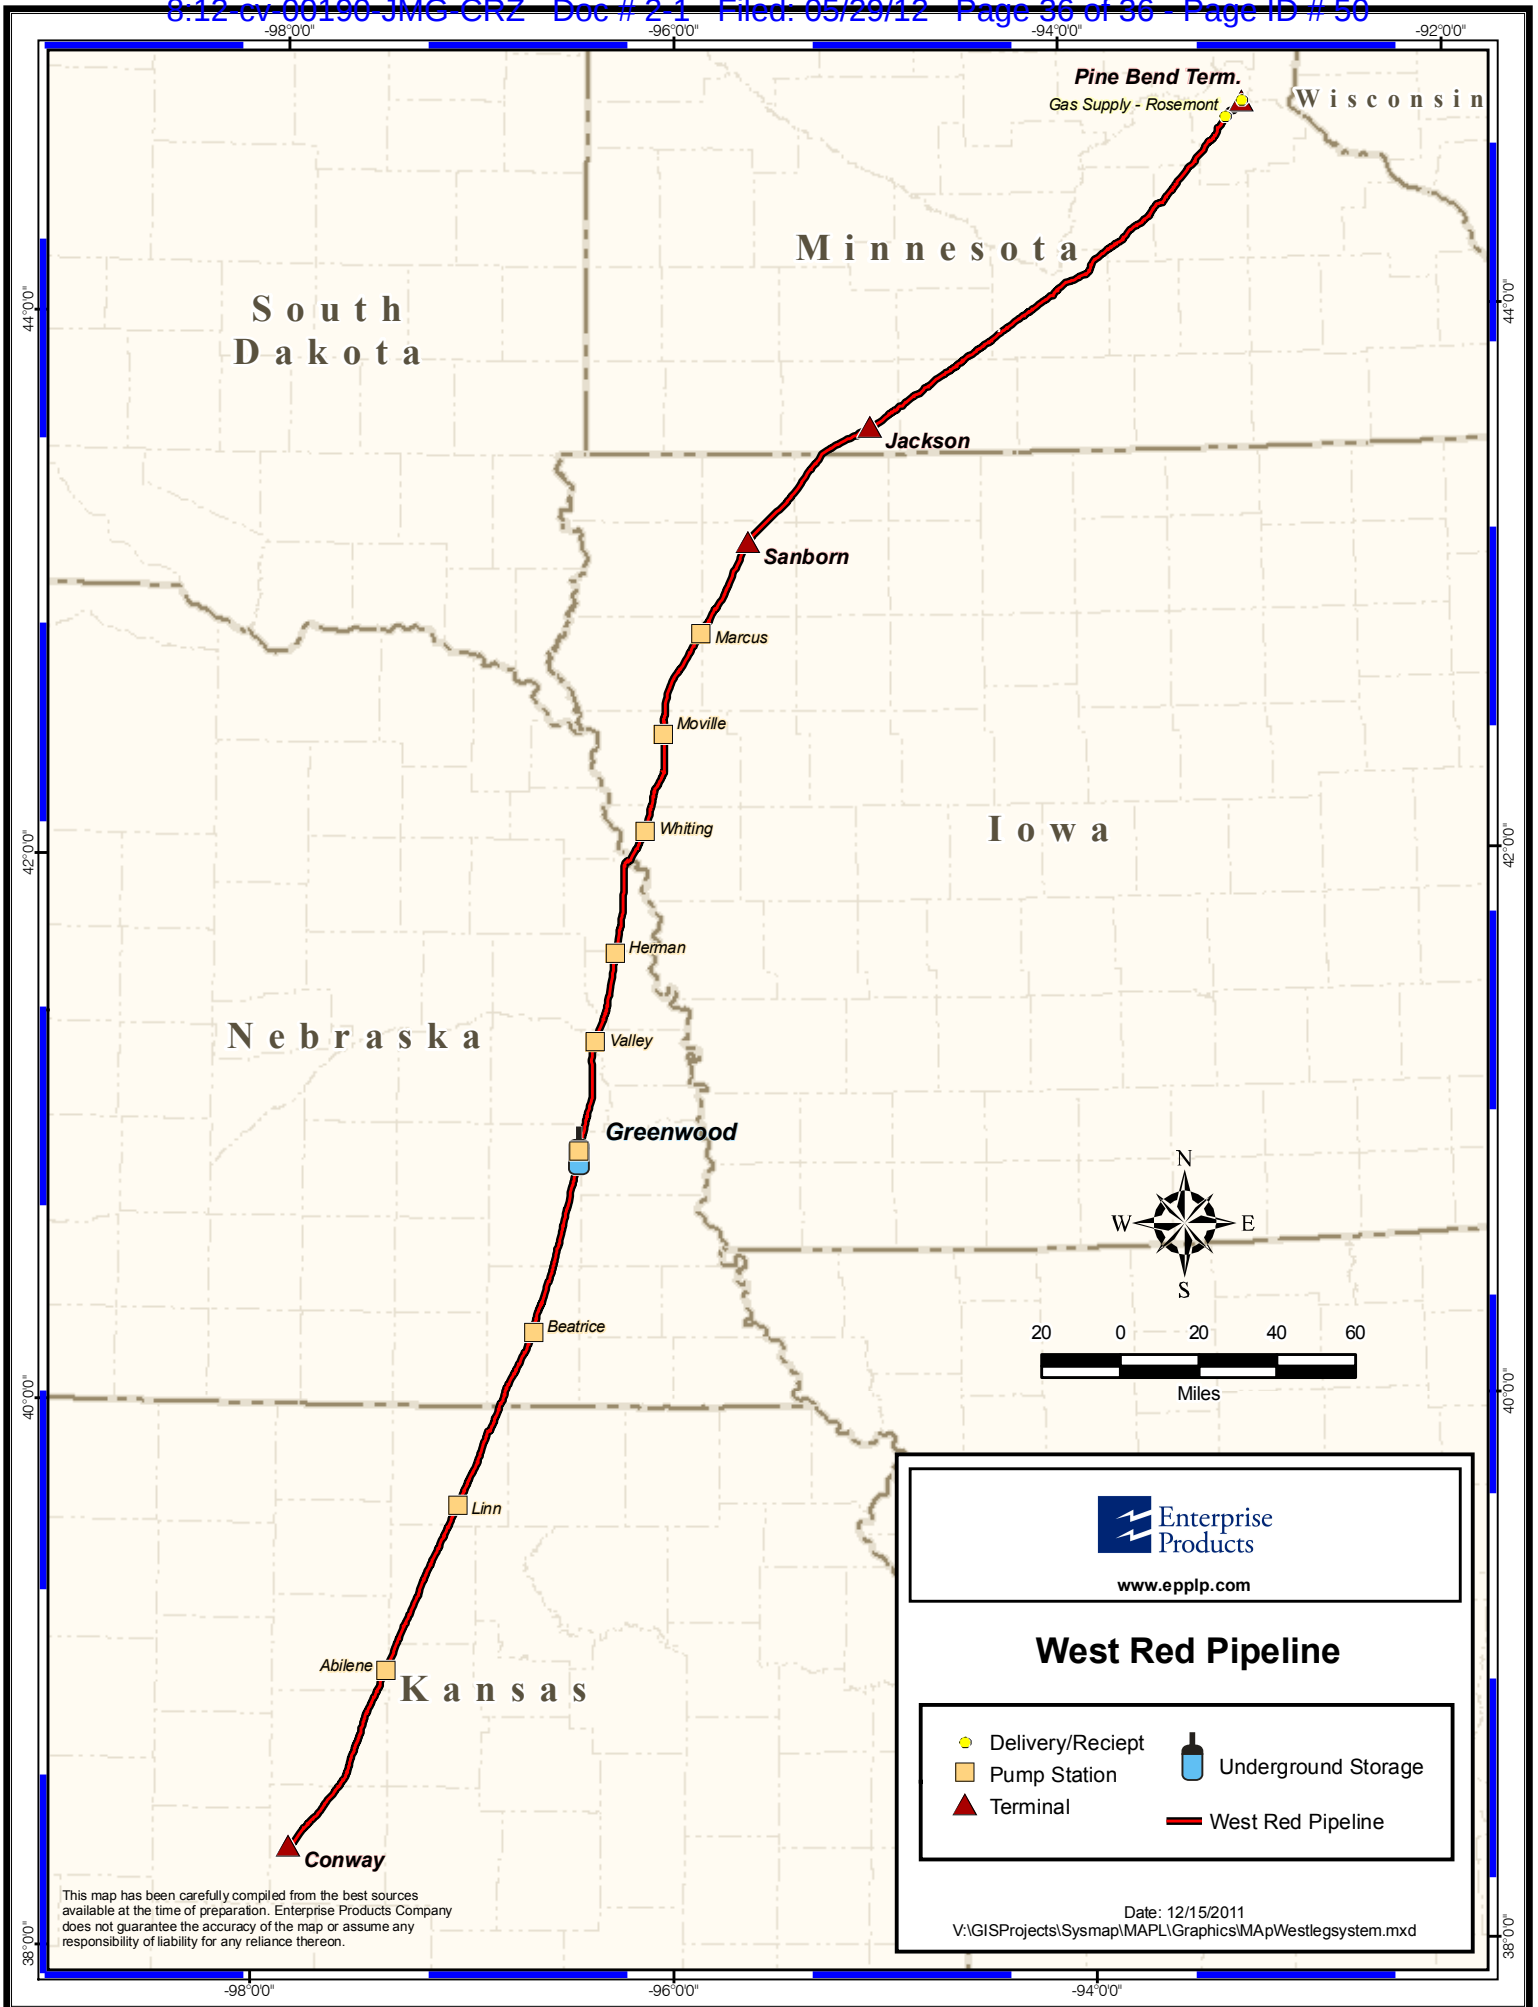 8:12-cv-00190-JMG-CRZ   Doc # 2-1   Filed: 05/29/12   Page 36 of 36 - Page ID # 50
-98°0'0"
-96°0'0"
-94°0'0"
-92°0'0"
Pine Bend Term.
Gas Supply - Rosemont
Wisconsin
Minnesota
South
Dakota
44°0'0"
44°0'0"
Jackson
Sanborn
Marcus
Moville
Whiting
Iowa
42°0'0"
42°0'0"
Herman
Nebraska
Valley
Greenwood
N
W
E
S
Beatrice
20 0 20 40 60
Miles
40°0'0"
40°0'0"
Linn
Abilene
Kansas
Conway
Enterprise
Products
www.epplp.com
West Red Pipeline
Delivery/Reciept
Pump Station
Terminal
Underground Storage
West Red Pipeline
Date: 12/15/2011
V:\GISProjects\Sysmap\MAPL\Graphics\MApWestlegsystem.mxd
This map has been carefully compiled from the best sources
available at the time of preparation. Enterprise Products Company
does not guarantee the accuracy of the map or assume any
responsibility of liability for any reliance thereon.
38°0'0"
38°0'0"
-98°0'0"
-96°0'0"
-94°0'0"